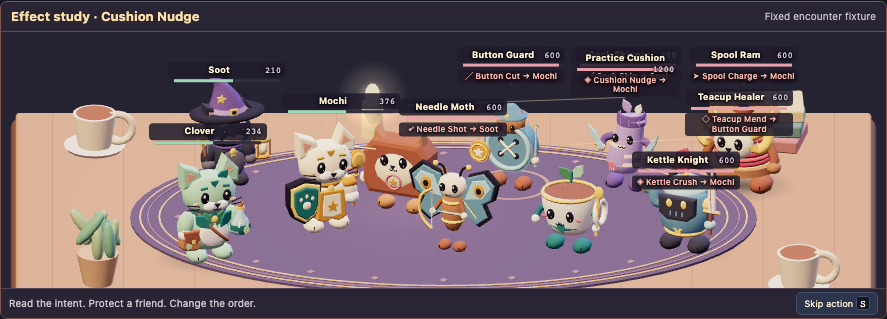 Effect study · Cushion Nudge
Fixed encounter fixture
Button Guard 600
Button Cut → Mochi
Practice Cushion
1200
Cushion Nudge →
Mochi
Spool Ram 600
Spool Charge → Mochi
Soot 210
Mochi 376
Needle Moth 600
Needle Shot → Soot
Teacup Healer 600
Teacup Mend →
Button Guard
Clover 234
Kettle Knight 600
Kettle Crush → Mochi
Read the intent. Protect a friend. Change the order.
Skip action S